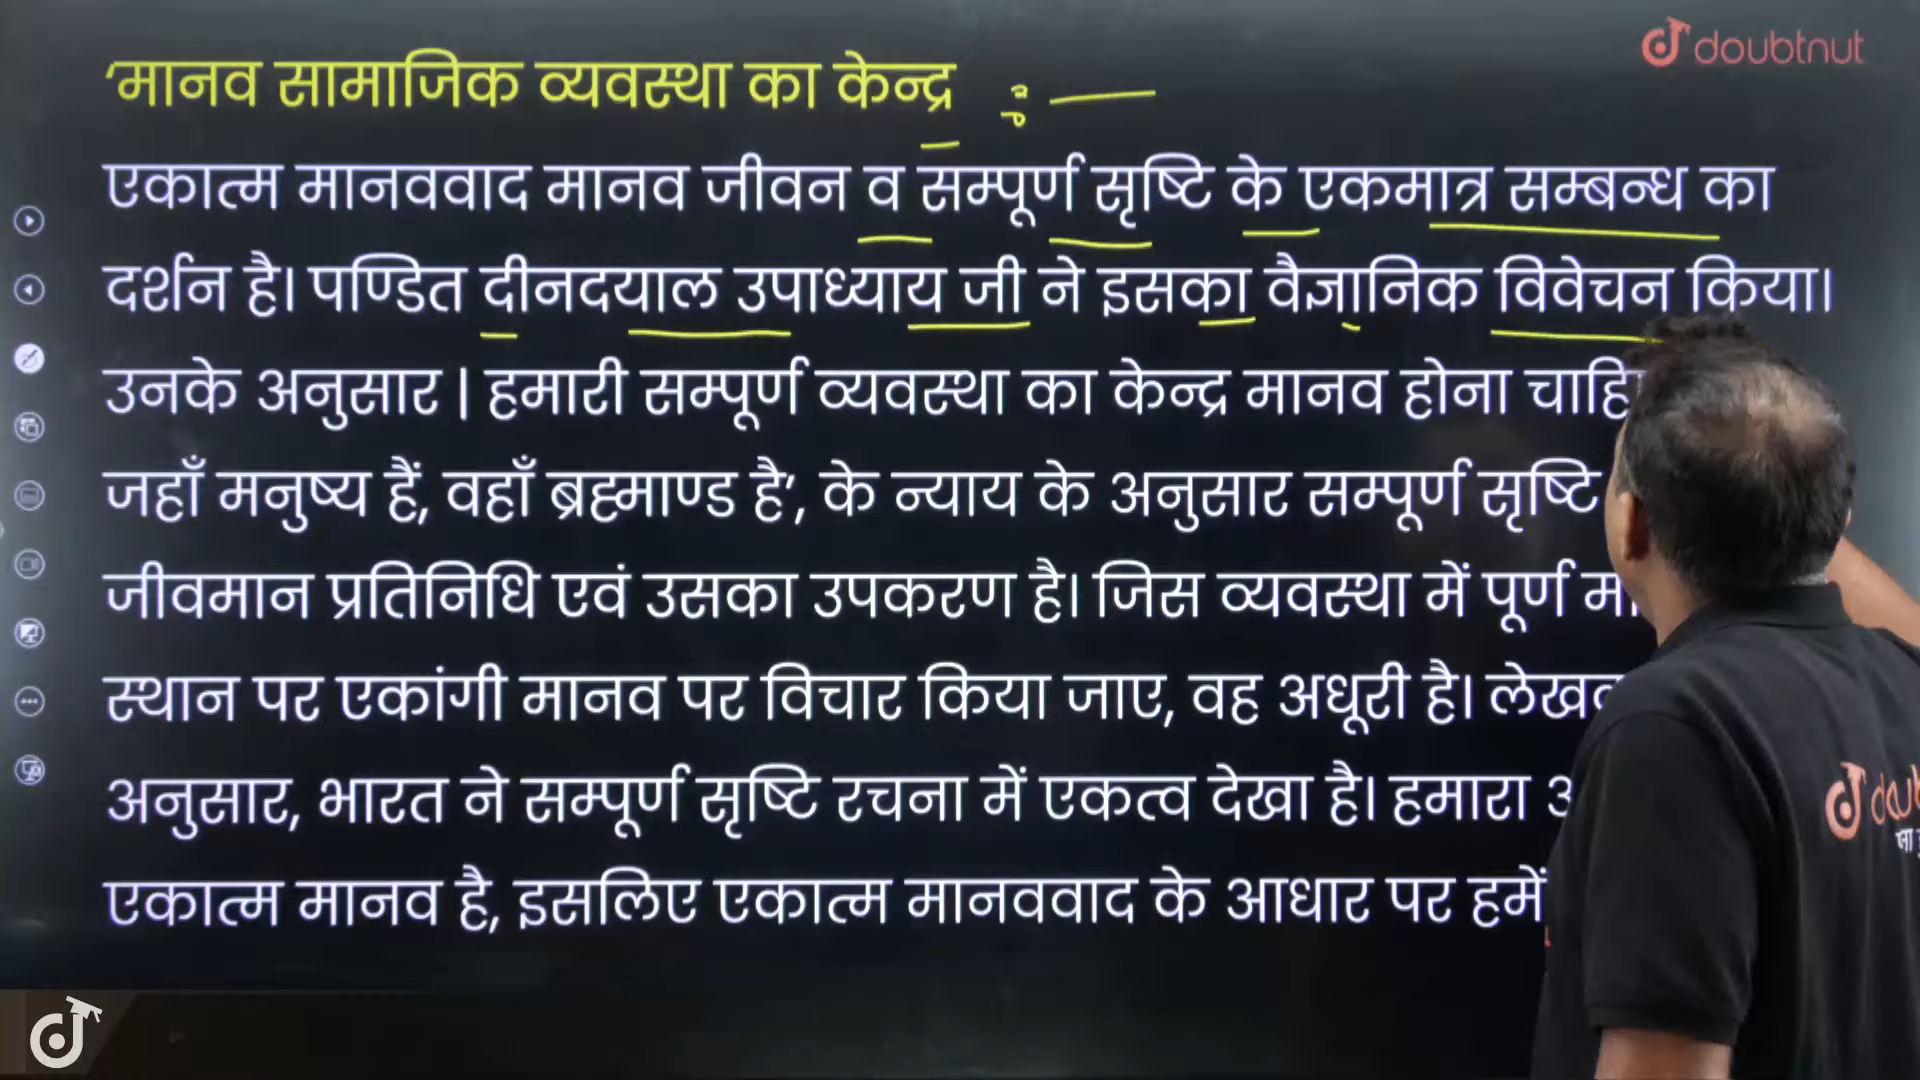 doubtnut
‘मानव सामाजिक व्यवस्था का केन्द्र
एकात्म मानववाद मानव जीवन व सम्पूर्ण सृष्टि के एकमात्र सम्बन्ध का
दर्शन है। पण्डित दीनदयाल उपाध्याय जी ने इसका वैज्ञानिक विवेचन किया।
उनके अनुसार | हमारी सम्पूर्ण व्यवस्था का केन्द्र मानव होना
जहाँ मनुष्य हैं, वहाँ ब्रह्माण्ड है’, के न्याय के अनुसार सम्पूर्ण सृष्टि
जीवमान प्रतिनिधि एवं उसका उपकरण है। जिस व्यवस्था में पूर्ण
स्थान पर एकांगी मानव पर विचार किया जाए, वह अधूरी है।
अनुसार, भारत ने सम्पूर्ण सृष्टि रचना में एकत्व देखा है। हमारा
एकात्म मानव है, इसलिए एकात्म मानववाद के आधार पर हमें